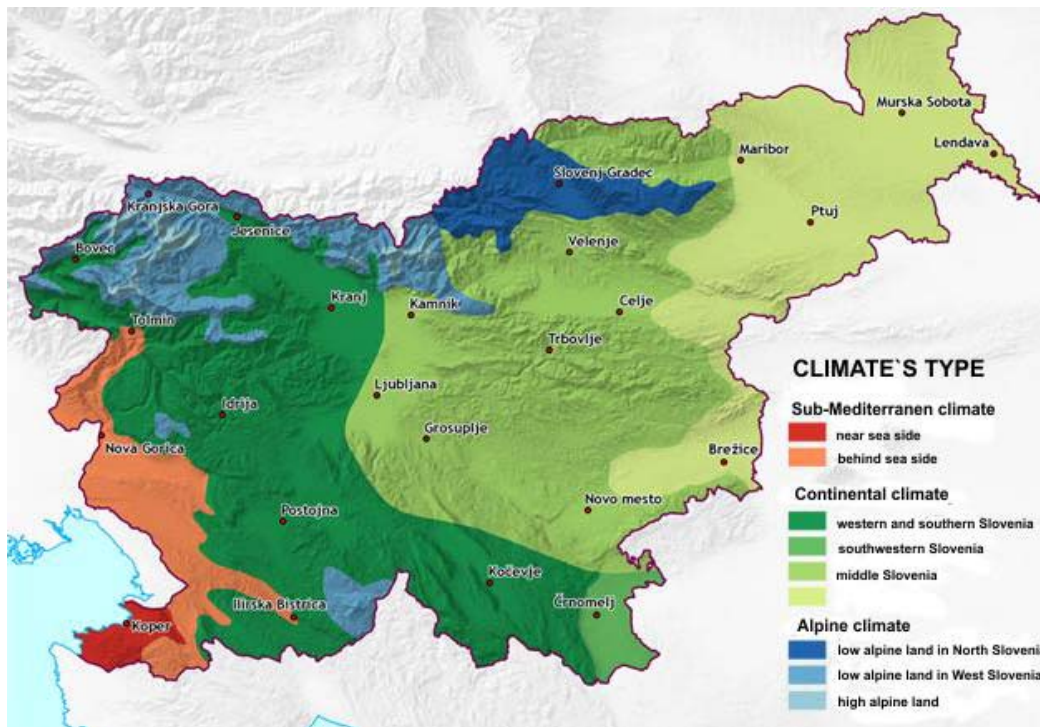 Murska Sobota
Lendava
Maribor
Slovenj Gradec
Kranjska Gora
Jesenice
Ptuj
Bovec
Velenje
Kranj
Kamnik
Celje
Tolmin
Trbovlje
CLIMATE`S TYPE
Ljubljana
Idrija
Sub-Mediterranen climate
Grosuplje
near sea side
Nova Gorica
Brežice
behind sea side
Continental climate
Novo mesto
Postojna
western and southern Slovenia
southwestern Slovenia
Kočevje
middle Slovenia
Ilirska Bistrica
Črnomelj
Koper
Alpine climate
low alpine land in North Slovenia
low alpine land in West Slovenia
high alpine land